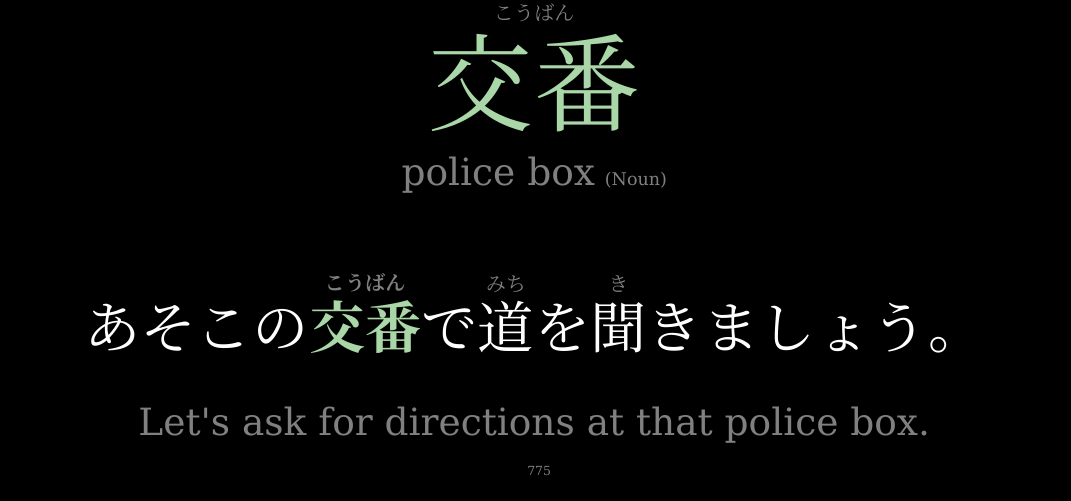 こうばん
交番
police box (Noun)
こうばん みち き
あそこの交番で道を聞きましょう。
Let's ask for directions at that police box.
775